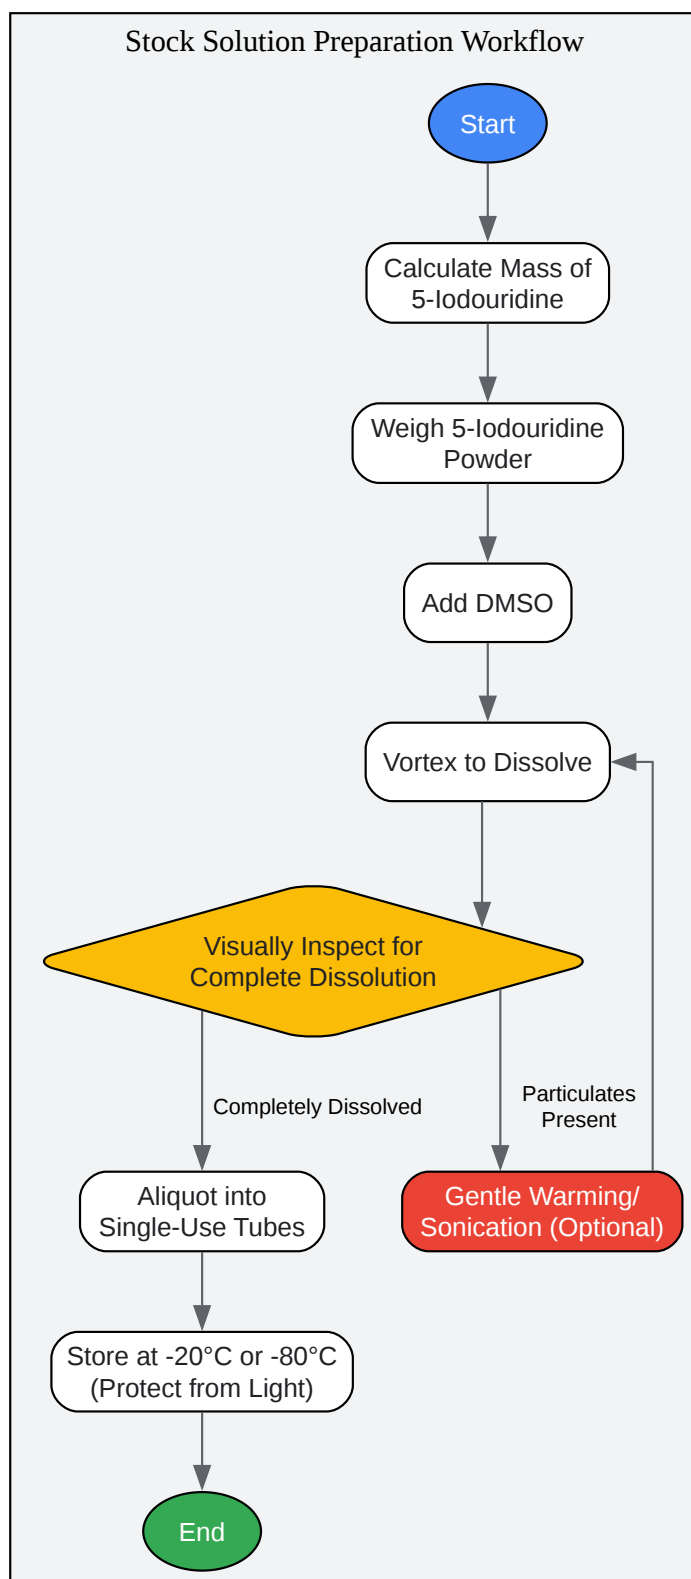 Stock Solution Preparation Workflow
Start
Calculate Mass of
5-Iodouridine
Weigh 5-Iodouridine
Powder
Add DMSO
Vortex to Dissolve
Visually Inspect for
Complete Dissolution
Completely Dissolved
Particulates
Present
Aliquot into
Single-Use Tubes
Gentle Warming/
Sonication (Optional)
Store at -20°C or -80°C
(Protect from Light)
End